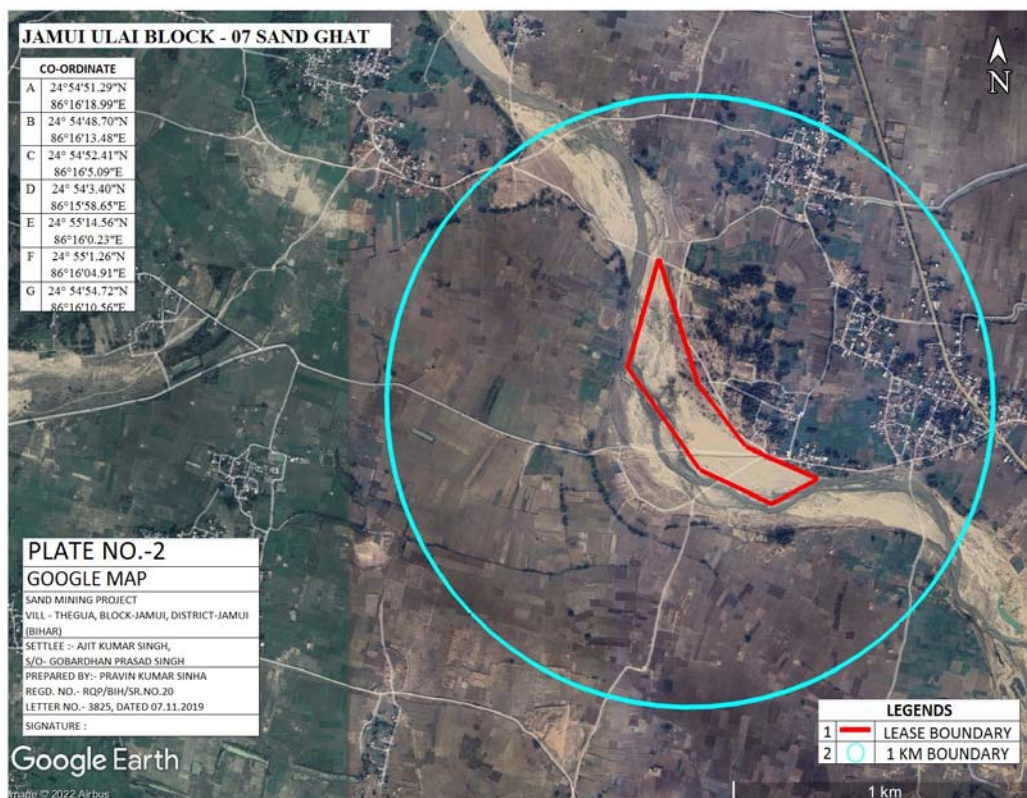 JAMUI ULAI BLOCK - 07 SAND GHAT
CO-ORDINATE
A 24°54'51.29"N
86°16'18.99"E
B 24° 54'48.70"N
86°16'13.48"E
C 24° 54'52.41"N
86°16'5.09"E
D 24° 54'3.40"N
86°15'58.65"E
E 24° 55'14.56"N
86°16'0.23"E
F 24° 55'1.26"N
86°16'04.91"E
G 24° 54'54.72"N
86°16'10.56"E
N
PLATE NO.-2
GOOGLE MAP
SAND MINING PROJECT
VILL - THEGUA, BLOCK-JAMUI, DISTRICT-JAMUI
(BIHAR)
SETTLEE :- AJIT KUMAR SINGH,
S/O- GOBARDHAN PRASAD SINGH
PREPARED BY:- PRAVIN KUMAR SINHA
REGD. NO.- RQP/BIH/SR.NO.20
LETTER NO.- 3825, DATED 07.11.2019
SIGNATURE :
Google Earth
Image © 2022 Airbus
LEGENDS
1 LEASE BOUNDARY
2 1 KM BOUNDARY
1 km